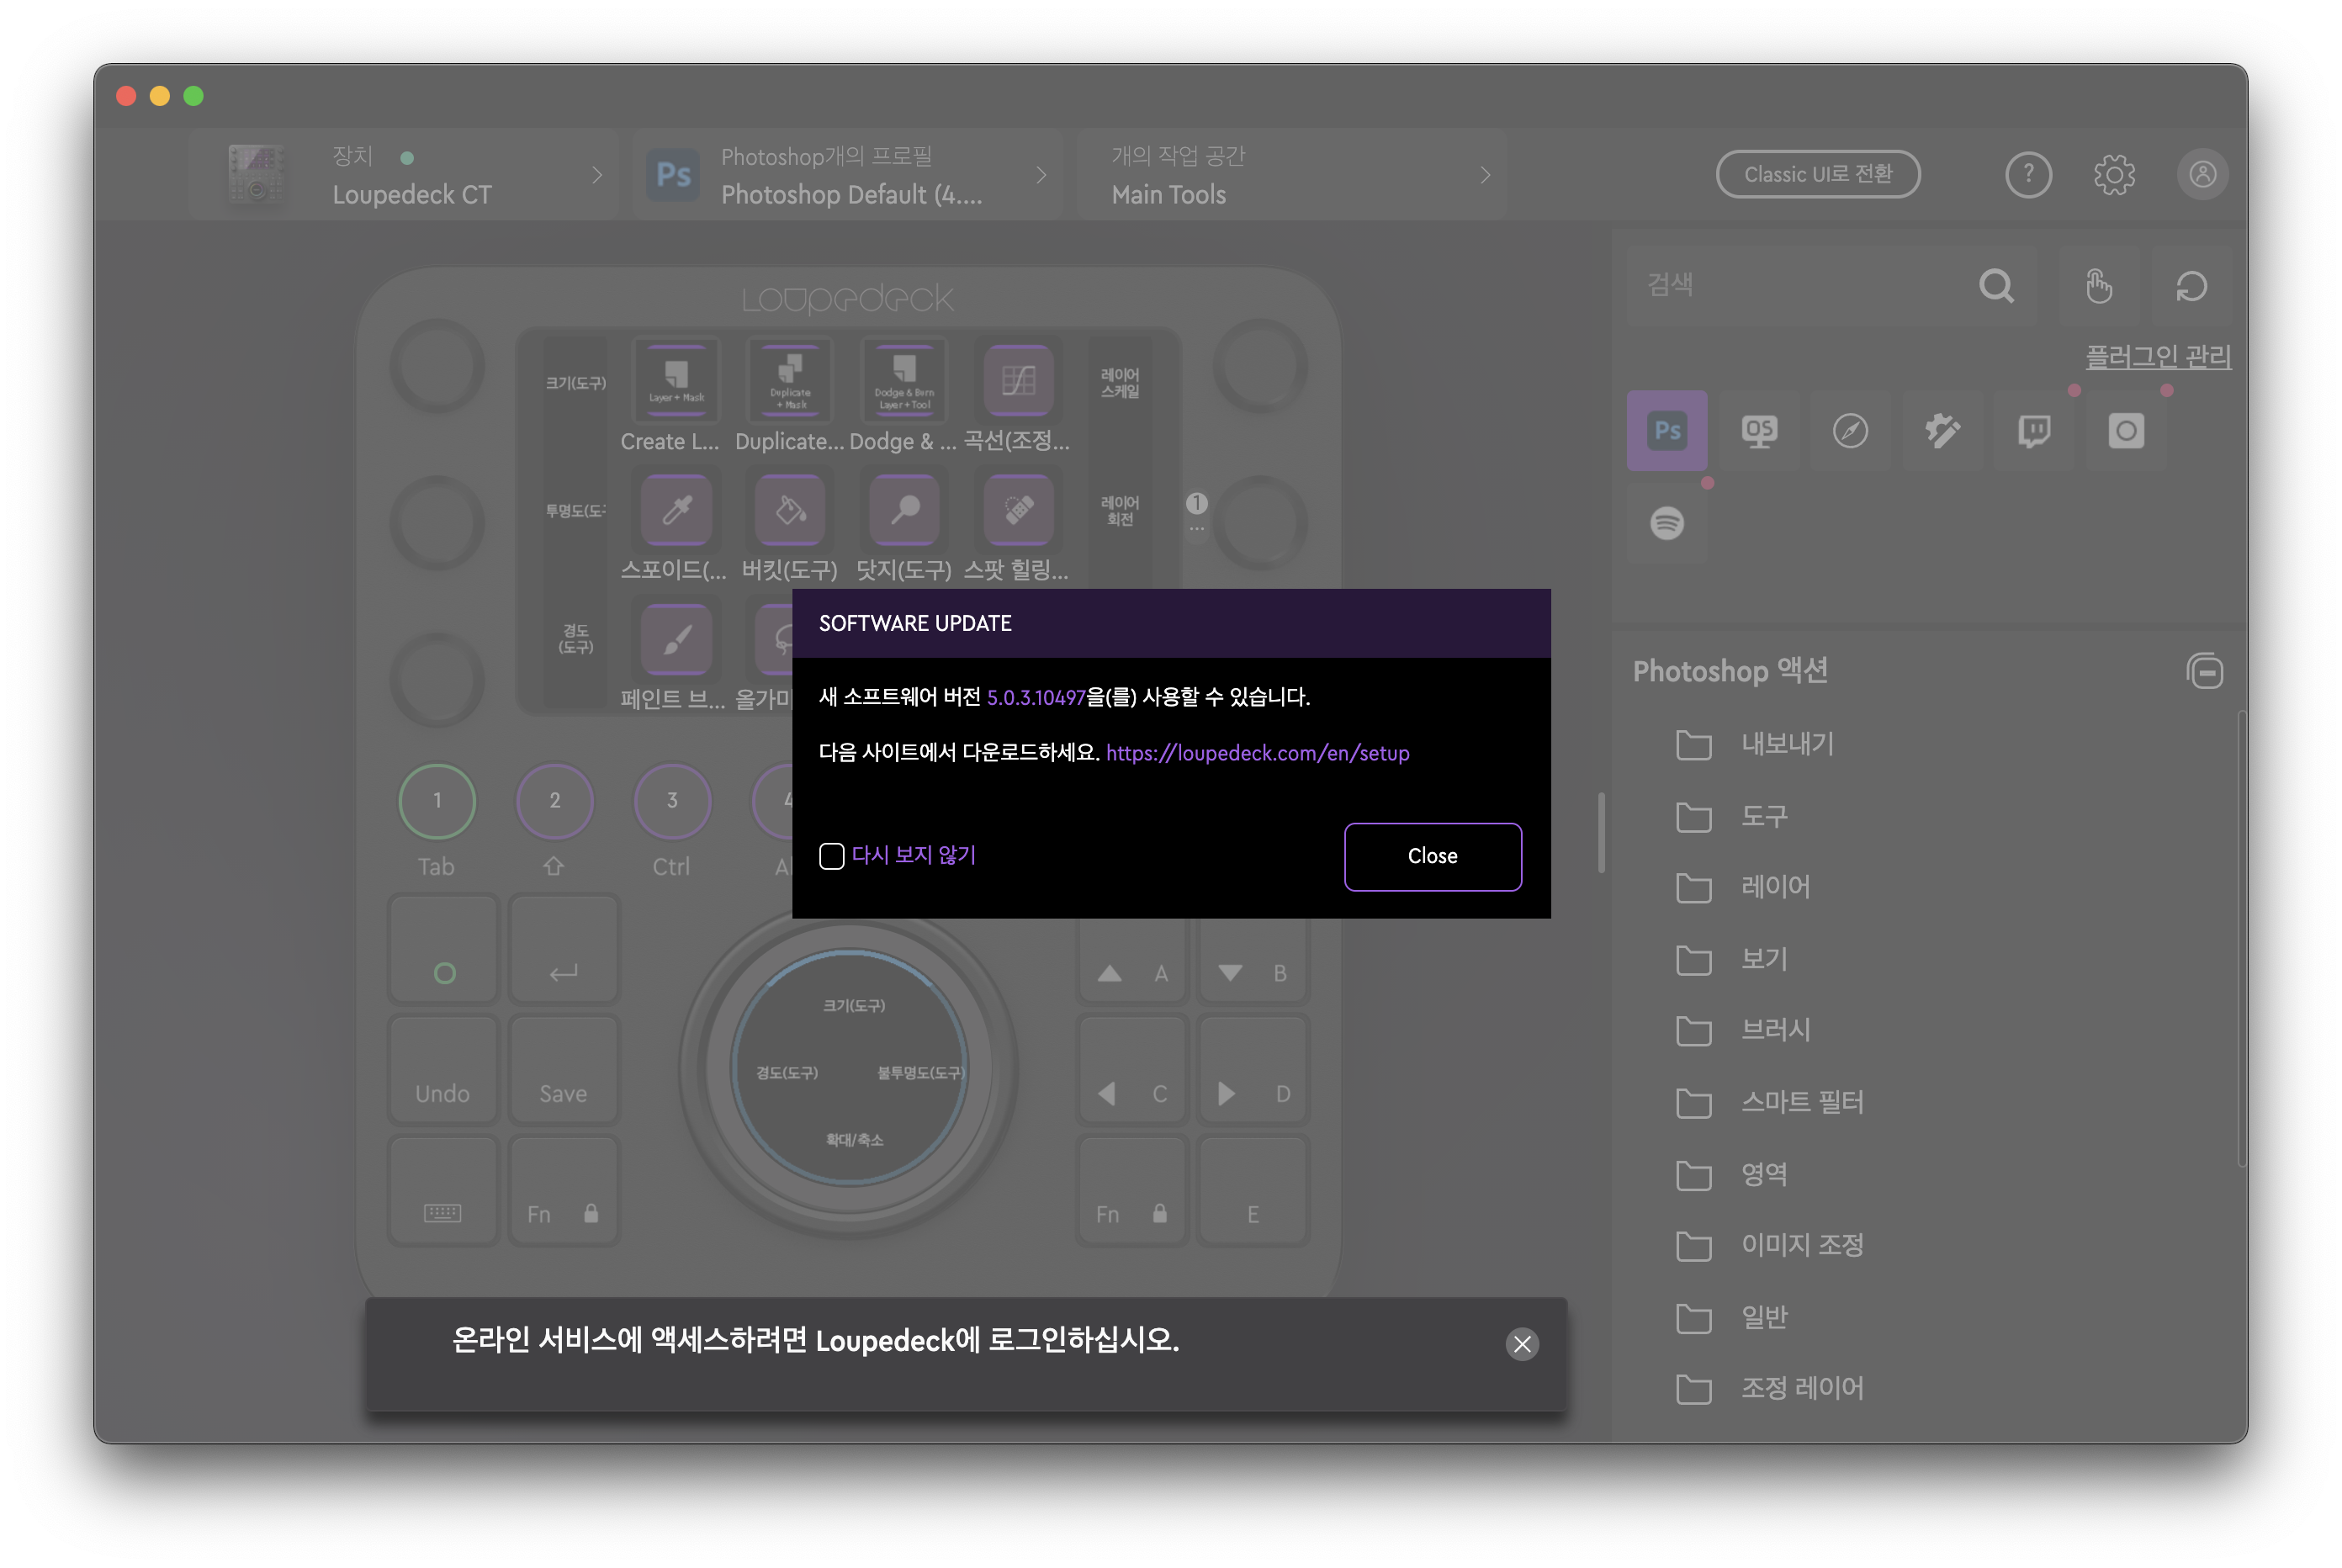 장치
Loupedeck CT
Photoshop개의 프로필
Photoshop Default (4....
개의 작업 공간
Main Tools
Classic UI로 전환
?
Loupedeck
크기(도구)
Layer + Mask
Duplicate
+ Mask
Dodge & Burn
Layer + Tool
레이어
스케일
Create L...
Duplicate...
Dodge & ...
곡선(조정...
투명도(도구
레이어
회전
1
...
스포이드(...
버킷(도구)
닷지(도구)
스팟 힐링...
경도
(도구)
페인트 브...
올가미
SOFTWARE UPDATE
새 소프트웨어 버전 5.0.3.10497을(를) 사용할 수 있습니다.
다음 사이트에서 다운로드하세요. https://loupedeck.com/en/setup
다시 보지 않기
Close
1
2
3
4
Tab
Ctrl
Undo
Save
Fn
크기(도구)
경도(도구)
불투명도(도구)
확대/축소
A
B
C
D
Fn
E
온라인 서비스에 액세스하려면 Loupedeck에 로그인하십시오.
검색
플러그인 관리
Ps
Ps
OS
Photoshop 액션
내보내기
도구
레이어
보기
브러시
스마트 필터
영역
이미지 조정
일반
조정 레이어